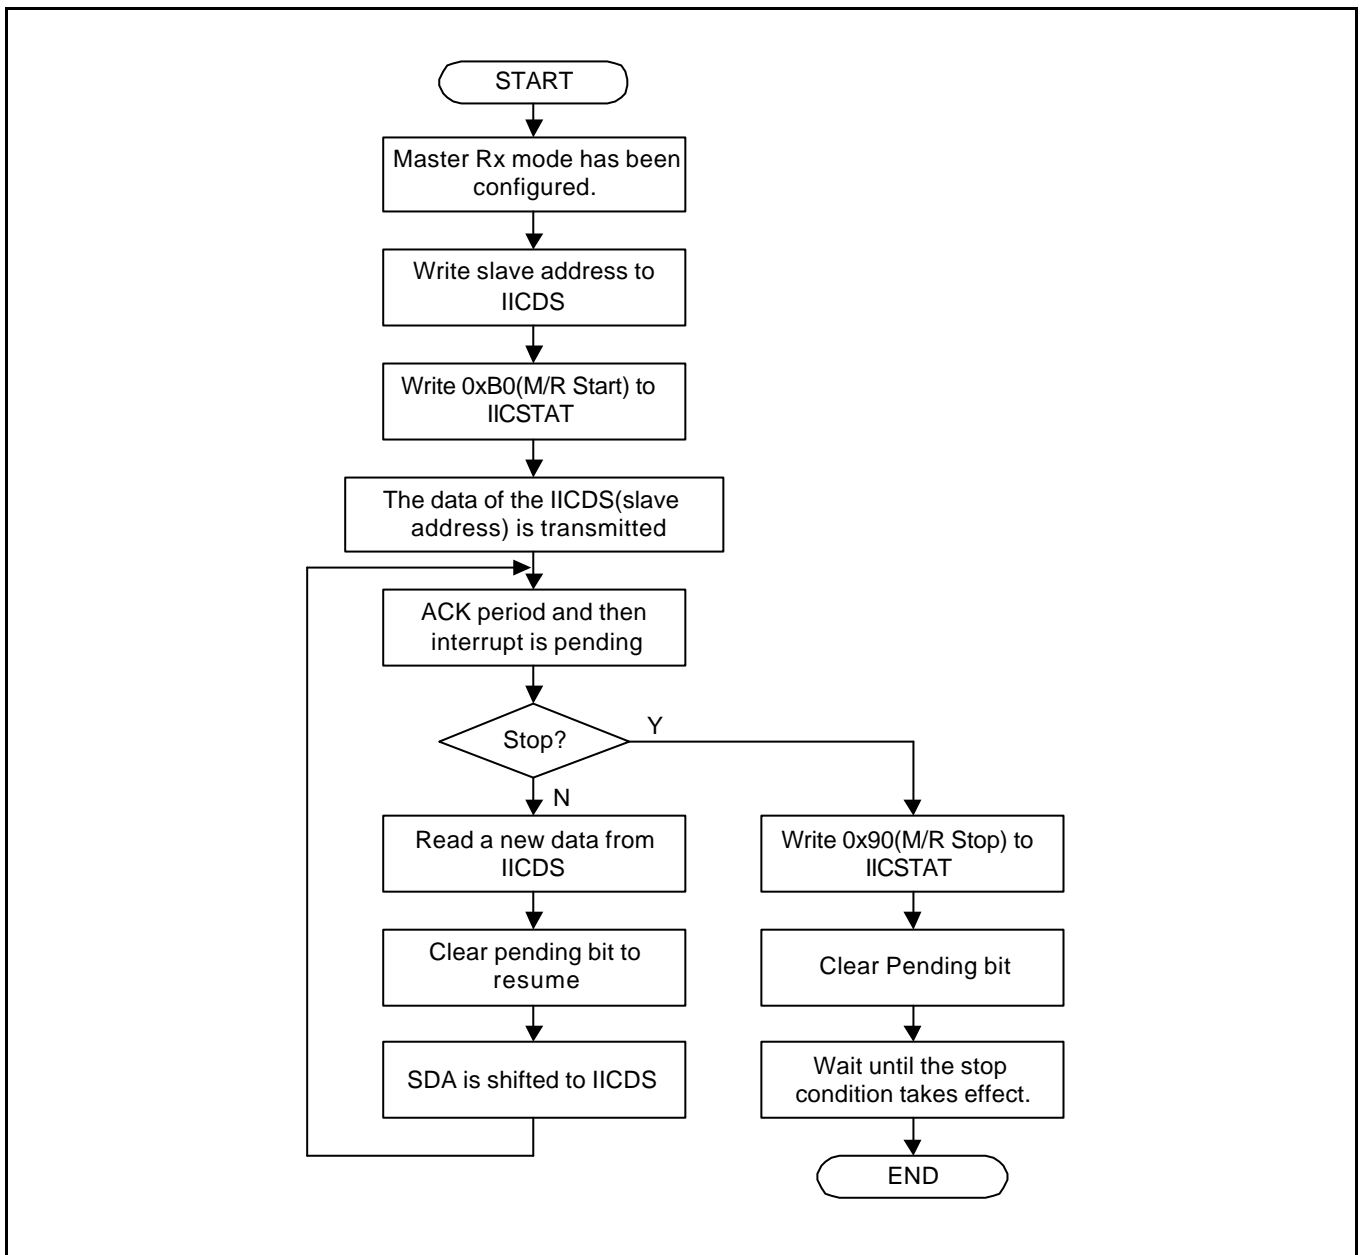 START
Master Rx mode has been
configured.
Write slave address to
IICDS
Write 0xB0(M/R Start) to
IICSTAT
The data of the IICDS(slave
address) is transmitted
ACK period and then
interrupt is pending
Stop?
Y
N
Read a new data from
IICDS
Clear pending bit to
resume
SDA is shifted to IICDS
Write 0x90(M/R Stop) to
IICSTAT
Clear Pending bit
Wait until the stop
condition takes effect.
END